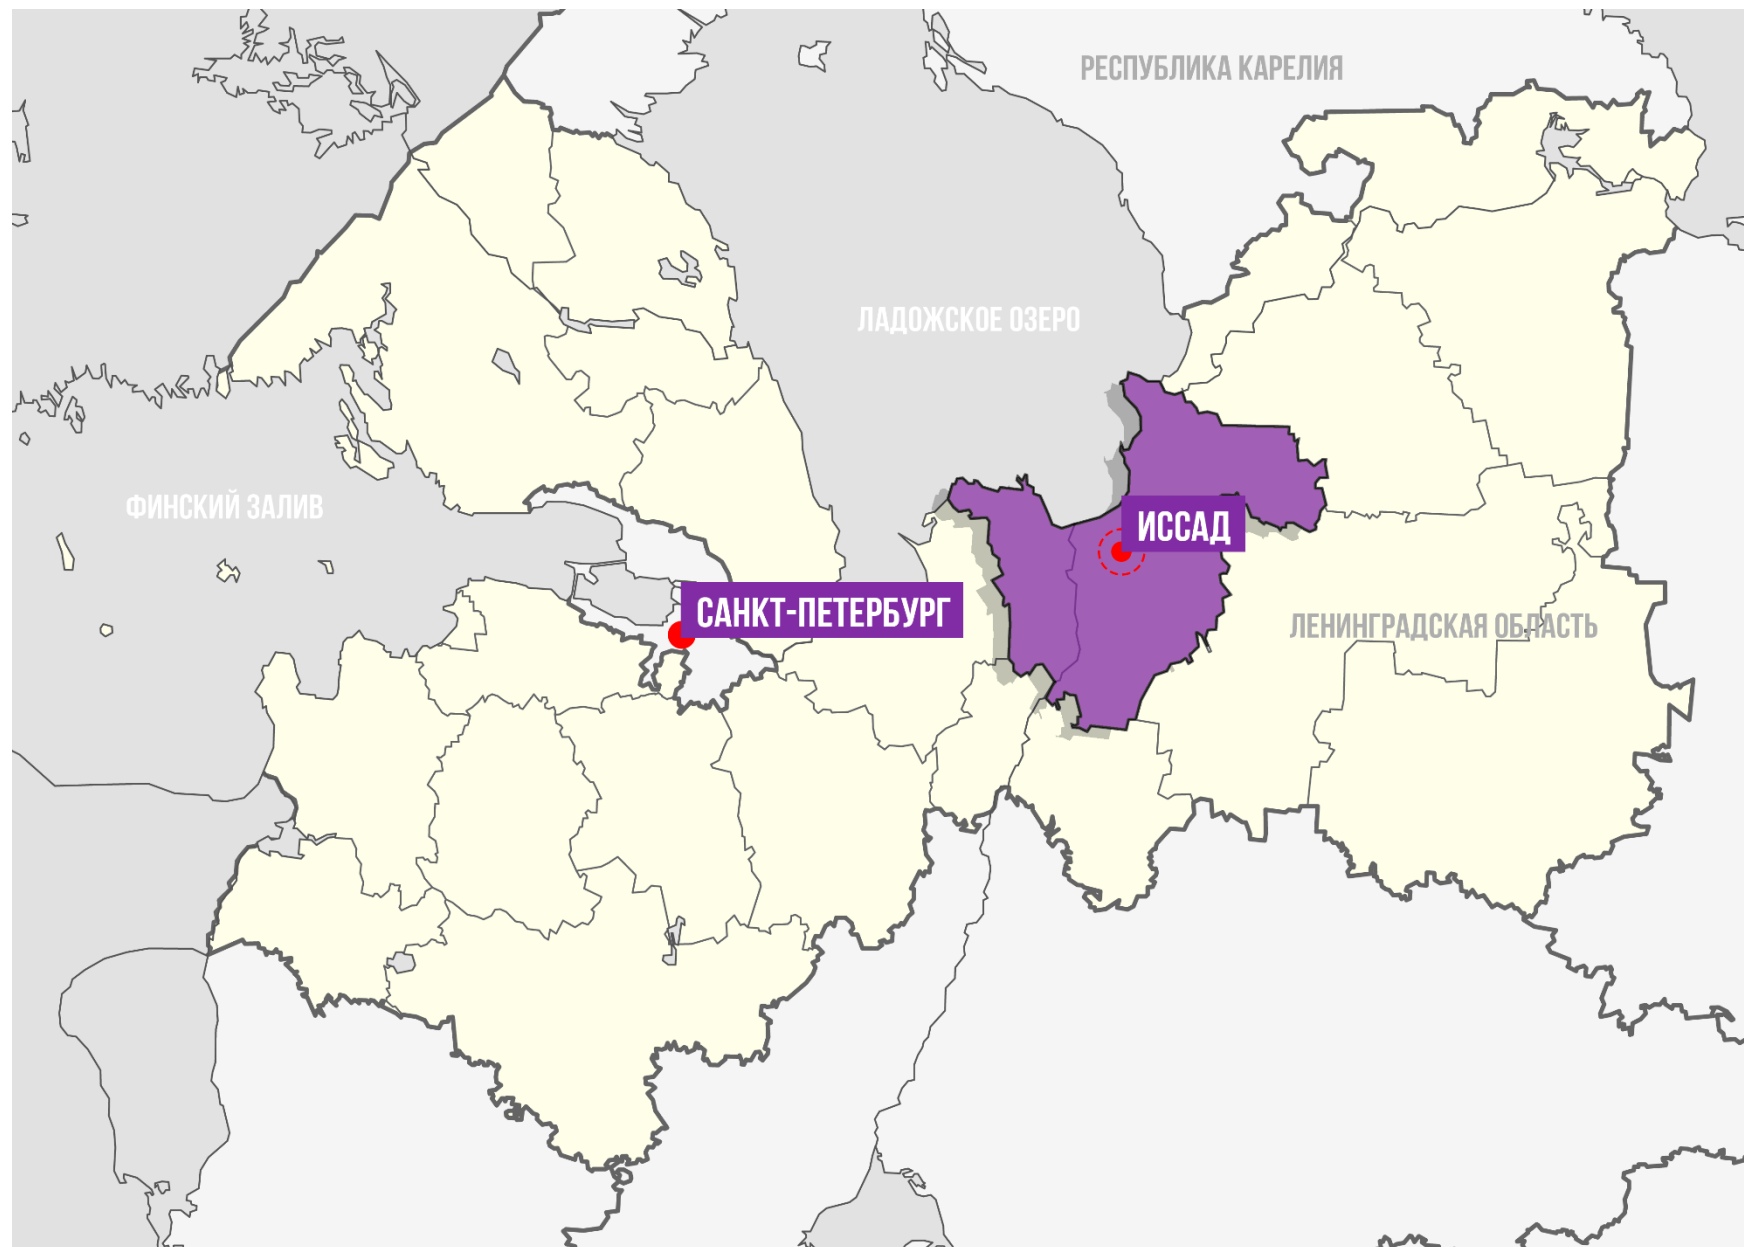 РЕСПУБЛИКА КАРЕЛИЯ
ЛАДОЖСКОЕ ОЗЕРО
ФИНСКИЙ ЗАЛИВ
ИССАД
САНКТ-ПЕТЕРБУРГ
ЛЕНИНГРАДСКАЯ ОБЛАСТЬ